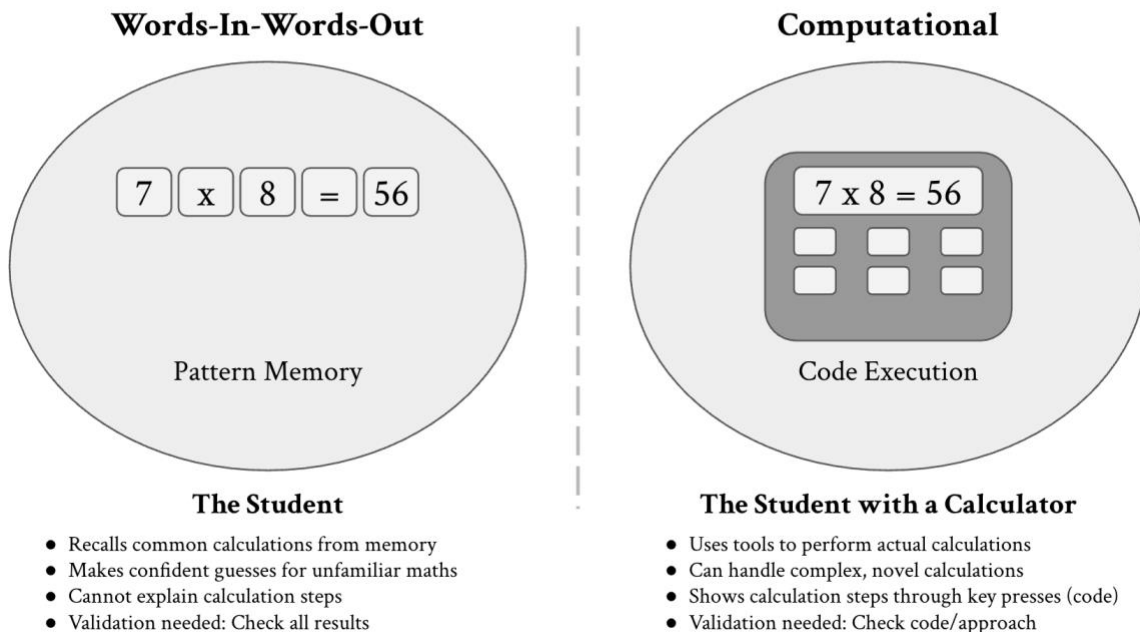 Words-In-Words-Out
7 x 8 = 56
Pattern Memory
The Student
● Recalls common calculations from memory
● Makes confident guesses for unfamiliar maths
● Cannot explain calculation steps
● Validation needed: Check all results
Computational
7 x 8 = 56
Code Execution
The Student with a Calculator
● Uses tools to perform actual calculations
● Can handle complex, novel calculations
● Shows calculation steps through key presses (code)
● Validation needed: Check code/approach